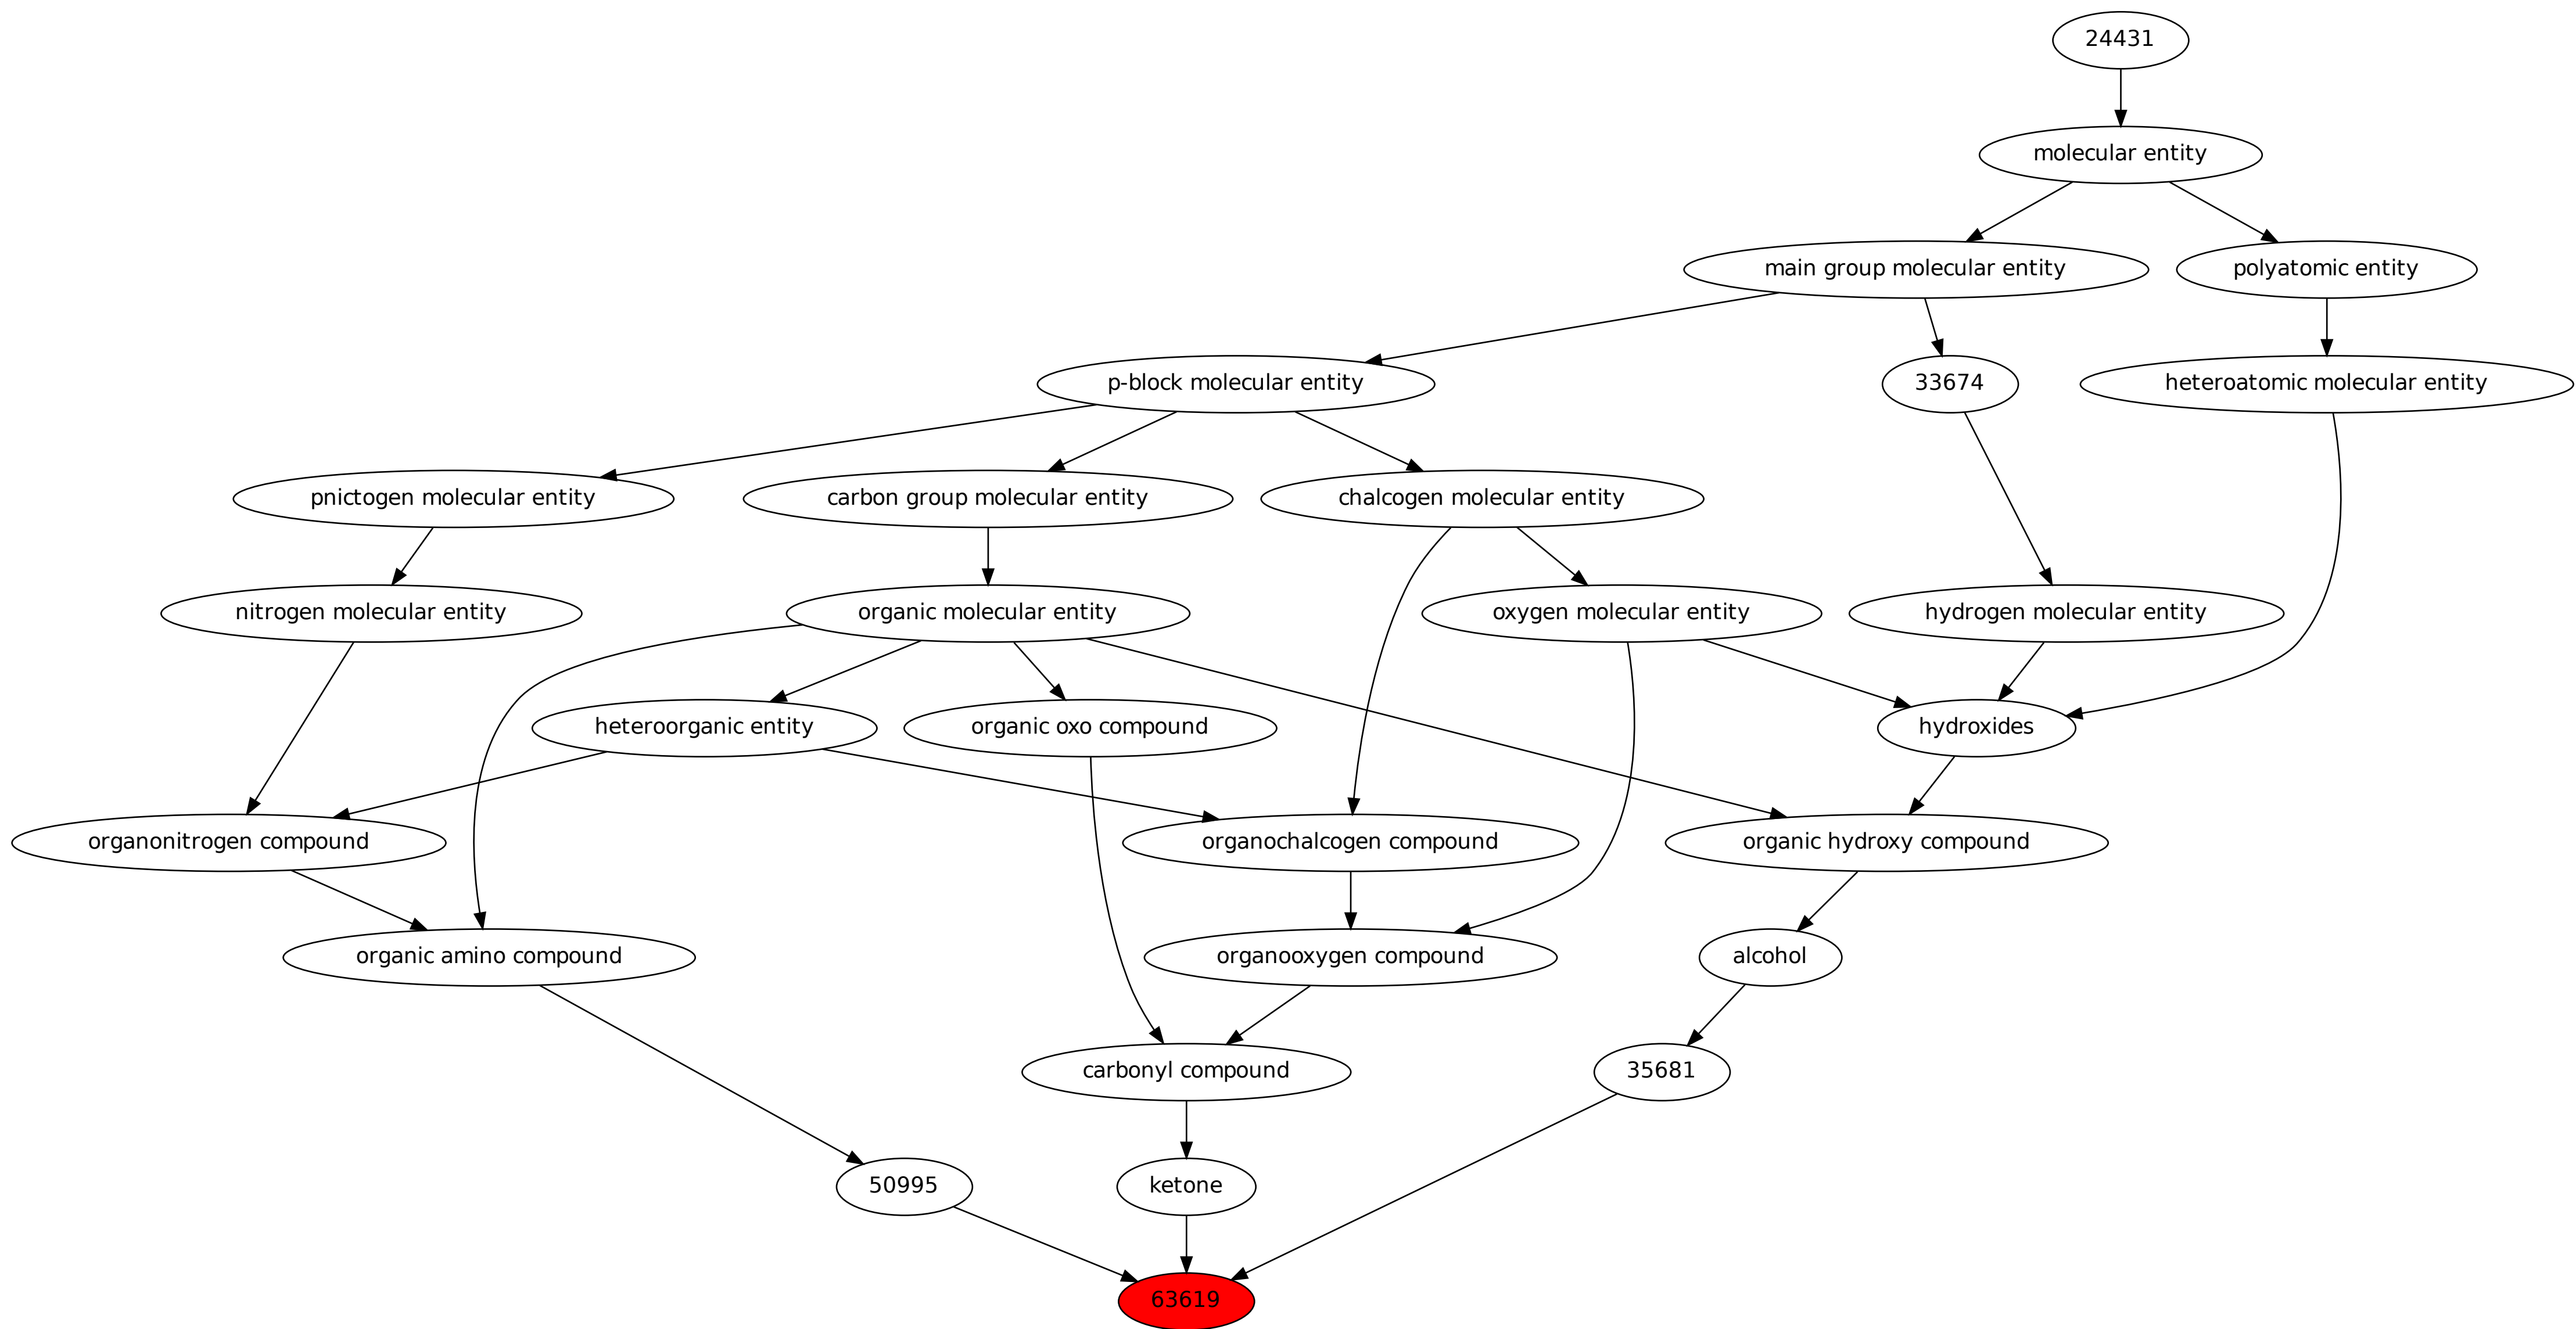 24431
molecular entity
main group molecular entity
polyatomic entity
p-block molecular entity
33674
heteroatomic molecular entity
pnictogen molecular entity
carbon group molecular entity
chalcogen molecular entity
nitrogen molecular entity
organic molecular entity
oxygen molecular entity
hydrogen molecular entity
heteroorganic entity
organic oxo compound
hydroxides
organonitrogen compound
organochalcogen compound
organic hydroxy compound
organic amino compound
organooxygen compound
alcohol
carbonyl compound
35681
50995
ketone
63619